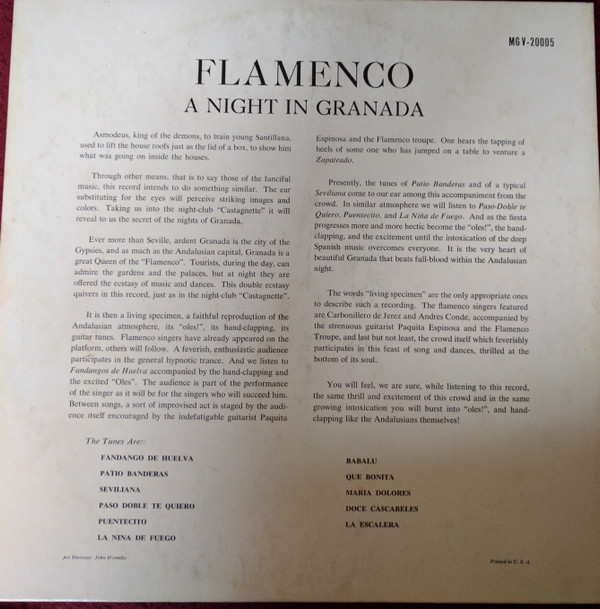 MG V-20005
FLAMENCO
A NIGHT IN GRANADA
Asmodeus, king of the demons, to train young Santillana,
used to lift the house roofs just as the lid of a box, to show him
what was going on inside the houses.
Through other means, that is to say those of the fanciful
music, this record intends to do something similar. The ear
substituting for the eyes will perceive striking images and
colors. Taking us into the night-club "Castagnette" it will
reveal to us the secret of the nights of Granada.
Ever more than Seville, ardent Granada is the city of the
Gypsies, and as much as the Andalusian capital, Granada is a
great Queen of the "Flamenco". Tourists, during the day, can
admire the gardens and the palaces, but at night they are
offered the ecstasy of music and dances. This double ecstasy
quivers in this record, just as in the night-club "Castagnette".
It is then a living specimen, a faithful reproduction of the
Andalusian atmosphere, its "oles!", its hand-clapping, its
guitar tunes. Flamenco singers have already appeared on the
platform, others will follow. A feverish, enthusiastic audience
participates in the general hypnotic trance. And we listen to
Fandangos de Huelva accompanied by the hand-clapping and
the excited "Oles". The audience is part of the performance
of the singer as it will be for the singers who will succeed him.
Between songs, a sort of improvised act is staged by the audi-
ence itself encouraged by the indefatigable guitarist Paquita
Espinosa and the Flamenco troupe. One hears the tapping of
heels of some one who has jumped on a table to venture a
Zapateado.
Presently, the tunes of Patio Banderas and of a typical
Seviliana come to our ear among this accompaniment from the
crowd. In similar atmosphere we will listen to Paso-Doble te
Quiero, Puentecito, and La Niña de Fuego. And as the fiesta
progresses more and more hectic become the "oles!", the hand-
clapping, and the excitement until the intoxication of the deep
Spanish music overcomes everyone. It is the very heart of
beautiful Granada that beats full-blood within the Andalusian
night.
The words "living specimen" are the only appropriate ones
to describe such a recording. The flamenco singers featured
are Carbonillero de Jerez and Andres Conde, accompanied by
the strenuous guitarist Paquita Espinosa and the Flamenco
Troupe, and last but not least, the crowd itself which feverishly
participates in this feast of song and dances, thrilled at the
bottom of its soul.
You will feel, we are sure, while listening to this record,
the same thrill and excitement of this crowd and in the same
growing intoxication you will burst into "oles!", and hand-
clapping like the Andalusians themselves!
The Tunes Are:
FANDANGO DE HUELVA
PATIO BANDERAS
SEVILIANA
PASO DOBLE TE QUIERO
PUENTECITO
LA NINA DE FUEGO
BABALU
QUE BONITA
MARIA DOLORES
DOCE CASCABELES
LA ESCALERA
Art Director: John D'emilio
Printed in U. S. A.